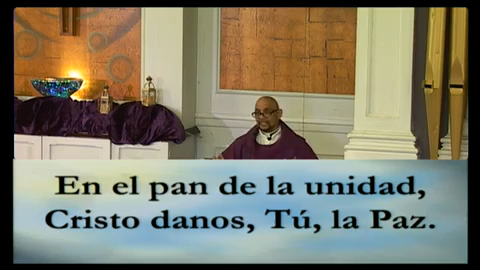 En el pan de la unidad,
Cristo danos, Tú, la Paz.